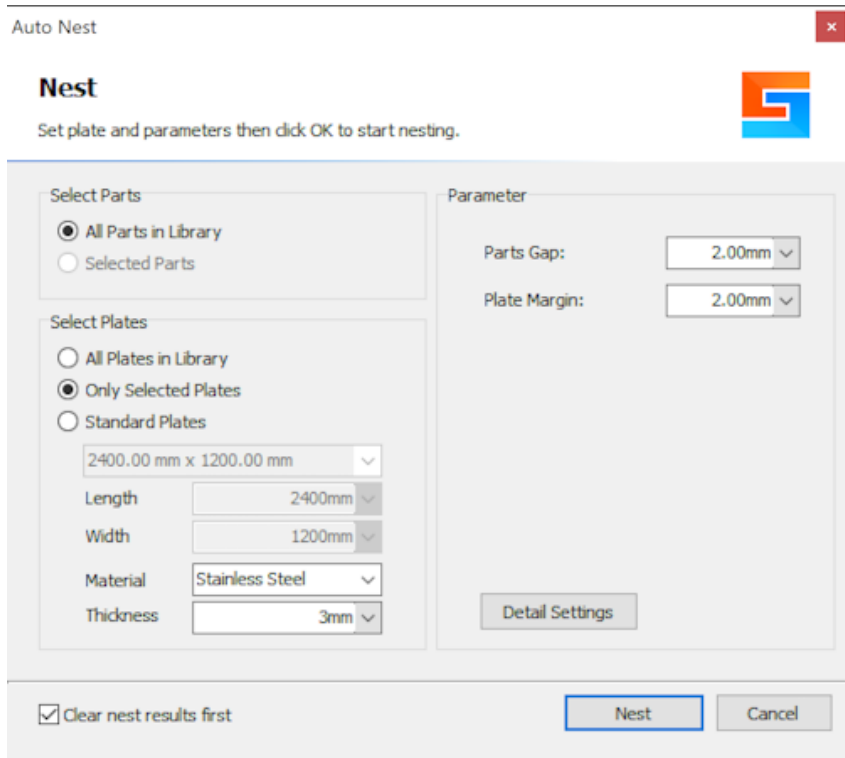 Auto Nest
Nest
Set plate and parameters then click OK to start nesting.
Select Parts
All Parts in Library
Selected Parts
Select Plates
All Plates in Library
Only Selected Plates
Standard Plates
2400.00 mm x 1200.00 mm
Length 2400mm
Width 1200mm
Material Stainless Steel
Thickness 3mm
Parameter
Parts Gap: 2.00mm
Plate Margin: 2.00mm
Detail Settings
Clear nest results first
Nest
Cancel